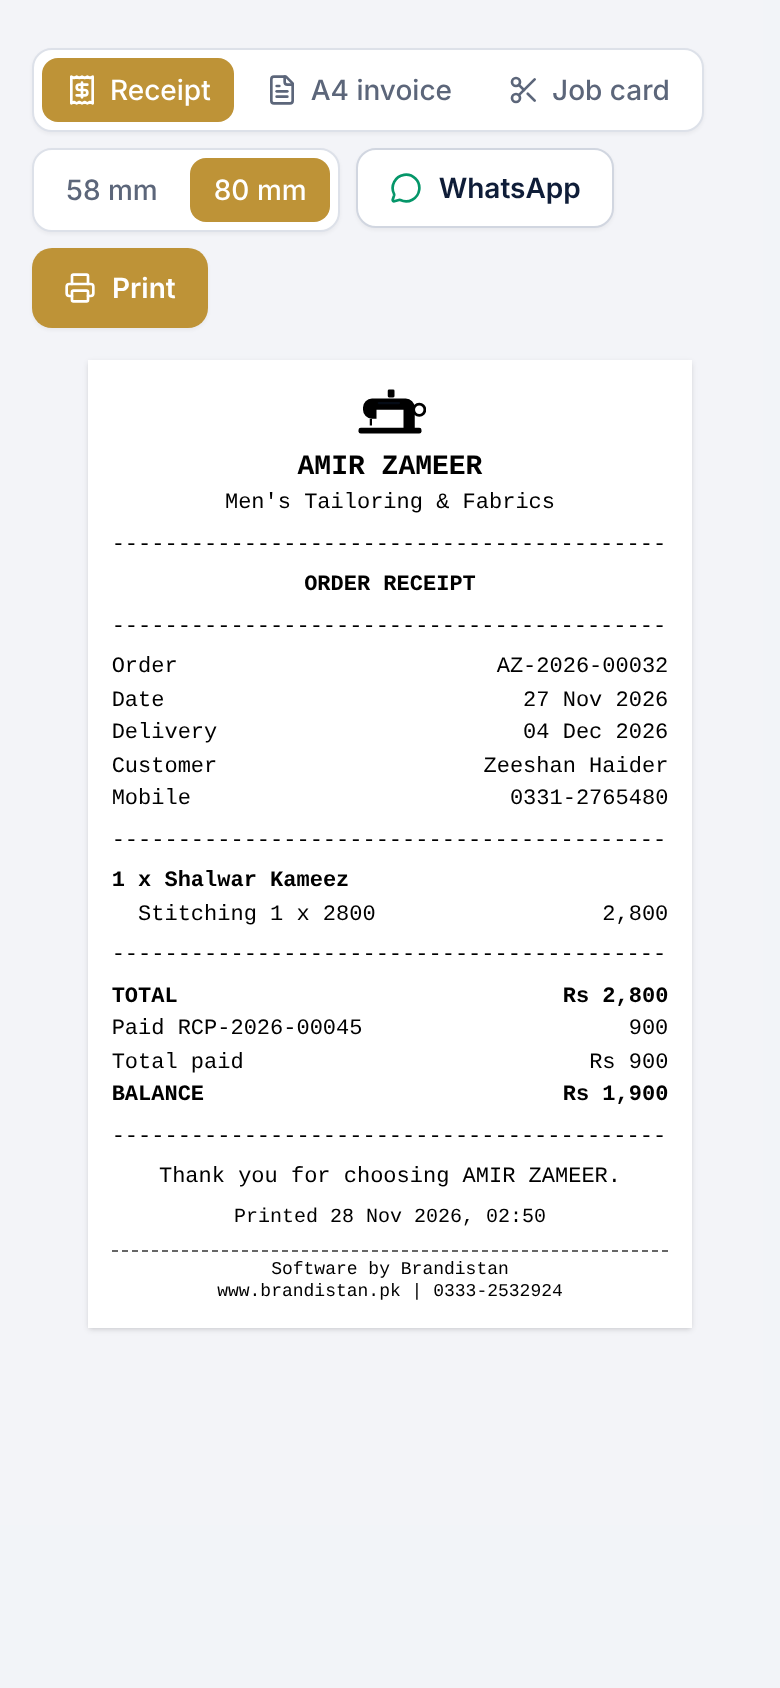 Receipt A4 invoice Job card
58 mm 80 mm WhatsApp
Print
AMIR ZAMEER
Men's Tailoring & Fabrics
------------------------------------------
ORDER RECEIPT
------------------------------------------
Order AZ-2026-00032
Date 27 Nov 2026
Delivery 04 Dec 2026
Customer Zeeshan Haider
Mobile 0331-2765480
------------------------------------------
1 x Shalwar Kameez
Stitching 1 x 2800 2,800
------------------------------------------
TOTAL Rs 2,800
Paid RCP-2026-00045 900
Total paid Rs 900
BALANCE Rs 1,900
------------------------------------------
Thank you for choosing AMIR ZAMEER.
Printed 28 Nov 2026, 02:50
Software by Brandistan
www.brandistan.pk | 0333-2532924